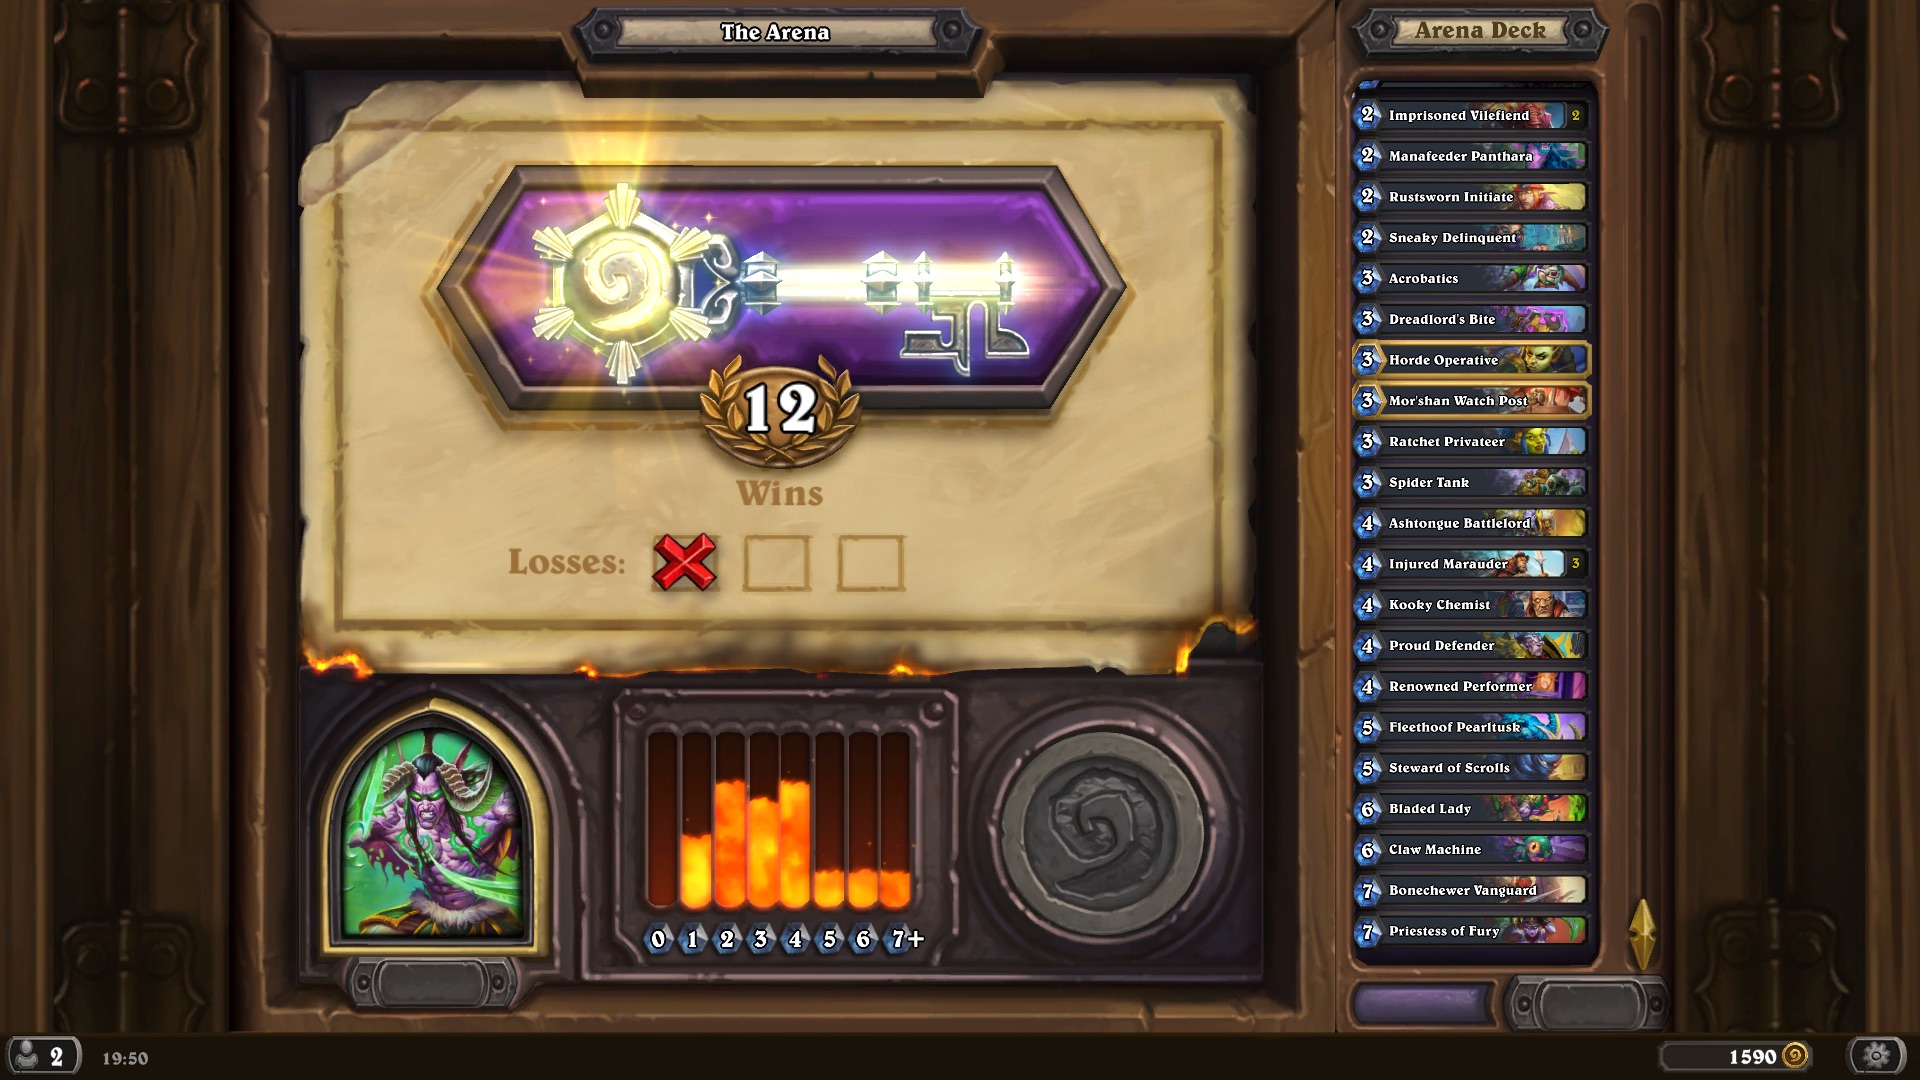 The Arena
12
Wins
Losses:
0 1 2 3 4 5 6 7+
Arena Deck
2 Imprisoned Vilefiend 2
2 Manafeeder Panthara
2 Rustsworn Initiate
2 Sneaky Delinquent
3 Acrobatics
3 Dreadlord's Bite
3 Horde Operative
3 Mor'shan Watch Post
3 Ratchet Privateer
3 Spider Tank
4 Ashtongue Battlelord
4 Injured Marauder 3
4 Kooky Chemist
4 Proud Defender
4 Renowned Performer
5 Fleethoof Pearltusk
5 Steward of Scrolls
6 Bladed Lady
6 Claw Machine
7 Bonechewer Vanguard
7 Priestess of Fury
2 19:50
1590